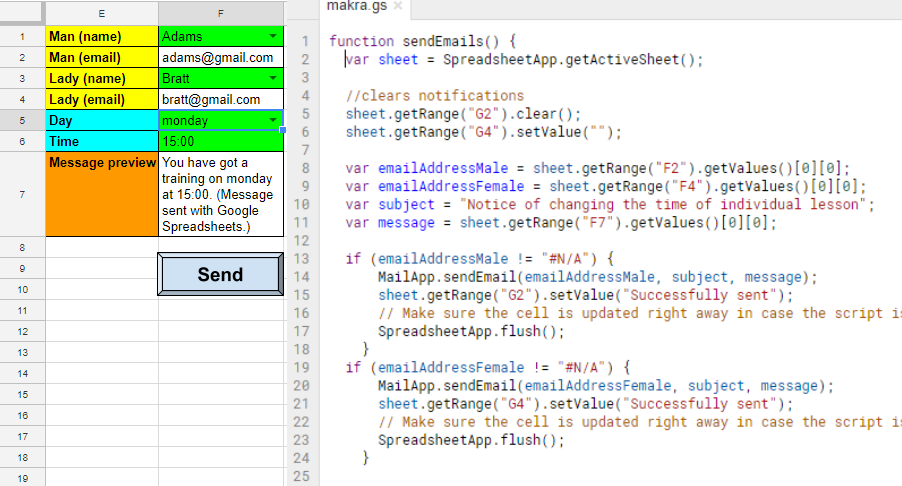 E F
1 Man (name) Adams
2 Man (email) adams@gmail.com
3 Lady (name) Bratt
4 Lady (email) bratt@gmail.com
5 Day monday
6 Time 15:00
7 Message preview You have got a
training on monday
at 15:00. (Message
sent with Google
Spreadsheets.)
8
9 Send
10
11
12
13
14
15
16
17
18
19
makra.gs ×
1 function sendEmails() {
2 var sheet = SpreadsheetApp.getActiveSheet();
3
4 //clears notifications
5 sheet.getRange("G2").clear();
6 sheet.getRange("G4").setValue("");
7
8 var emailAddressMale = sheet.getRange("F2").getValues()[0][0];
9 var emailAddressFemale = sheet.getRange("F4").getValues()[0][0];
10 var subject = "Notice of changing the time of individual lesson";
11 var message = sheet.getRange("F7").getValues()[0][0];
12
13 if (emailAddressMale != "#N/A") {
14 MailApp.sendEmail(emailAddressMale, subject, message);
15 sheet.getRange("G2").setValue("Successfully sent");
16 // Make sure the cell is updated right away in case the script is
17 SpreadsheetApp.flush();
18 }
19 if (emailAddressFemale != "#N/A") {
20 MailApp.sendEmail(emailAddressFemale, subject, message);
21 sheet.getRange("G4").setValue("Successfully sent");
22 // Make sure the cell is updated right away in case the script is
23 SpreadsheetApp.flush();
24 }
25